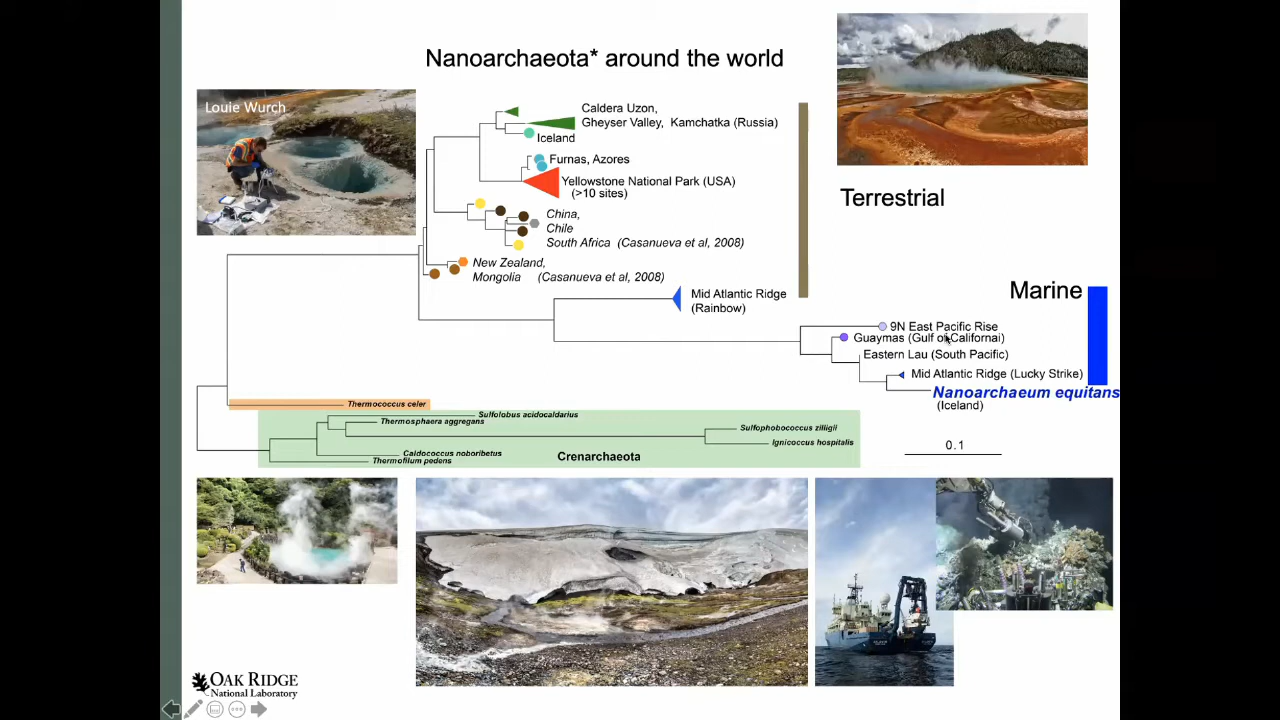 Nanoarchaeota* around the world
Louie Wurch
Caldera Uzon,
Gheyser Valley, Kamchatka (Russia)
Iceland
Furnas, Azores
Yellowstone National Park (USA)
(>10 sites)
China,
Chile
South Africa (Casanueva et al, 2008)
New Zealand,
Mongolia (Casanueva et al, 2008)
Mid Atlantic Ridge
(Rainbow)
Terrestrial
Marine
9N East Pacific Rise
Guaymas (Gulf of Californai)
Eastern Lau (South Pacific)
Mid Atlantic Ridge (Lucky Strike)
Nanoarchaeum equitans
(Iceland)
0.1
Thermococcus celer
Sulfolobus acidocaldarius
Thermosphaera aggregans
Sulfophobococcus zilligii
Ignicoccus hospitalis
Caldococcus noboribetus
Thermofilum pedens
Crenarchaeota
OAK RIDGE
National Laboratory